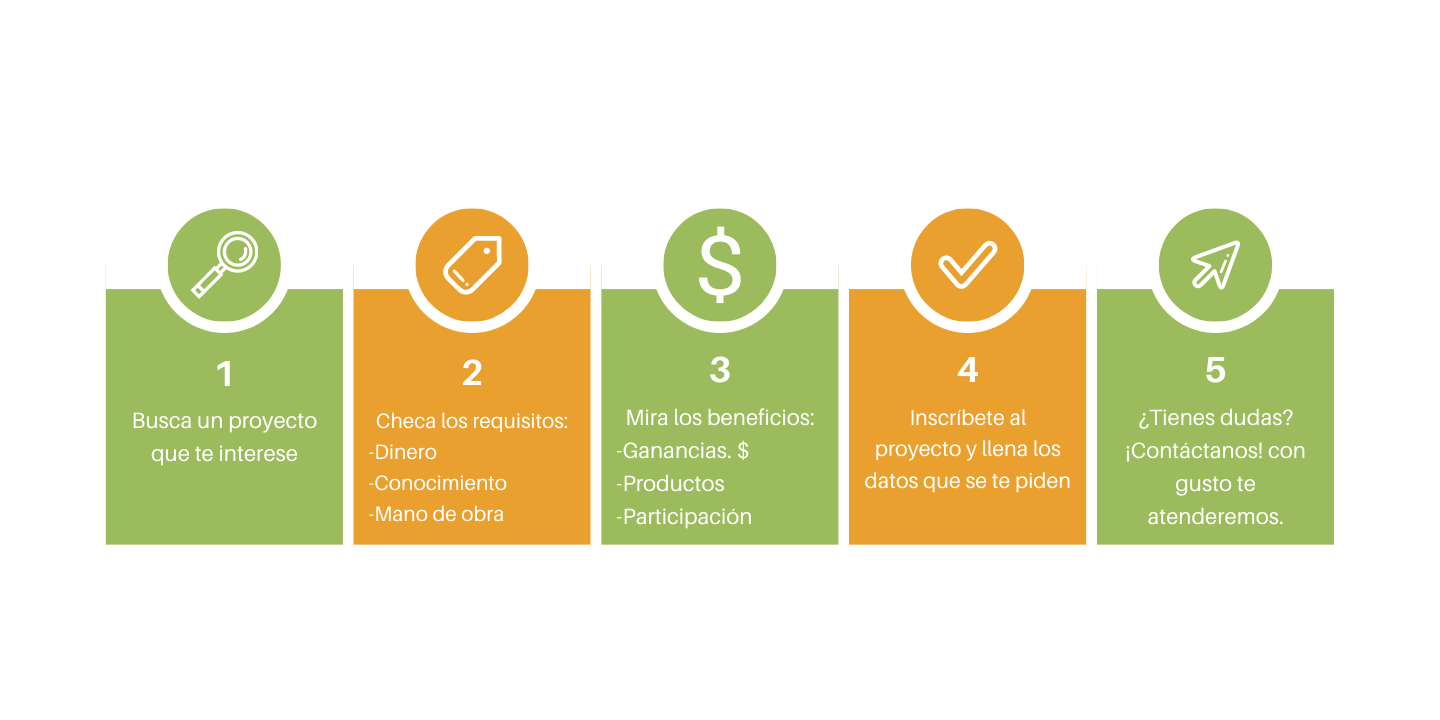 $
1
Busca un proyecto
que te interese
2
Checa los requisitos:
-Dinero
-Conocimiento
-Mano de obra
3
Mira los beneficios:
-Ganancias. $
-Productos
-Participación
4
Inscríbete al
proyecto y llena los
datos que se te piden
5
¿Tienes dudas?
¡Contáctanos! con
gusto te
atenderemos.